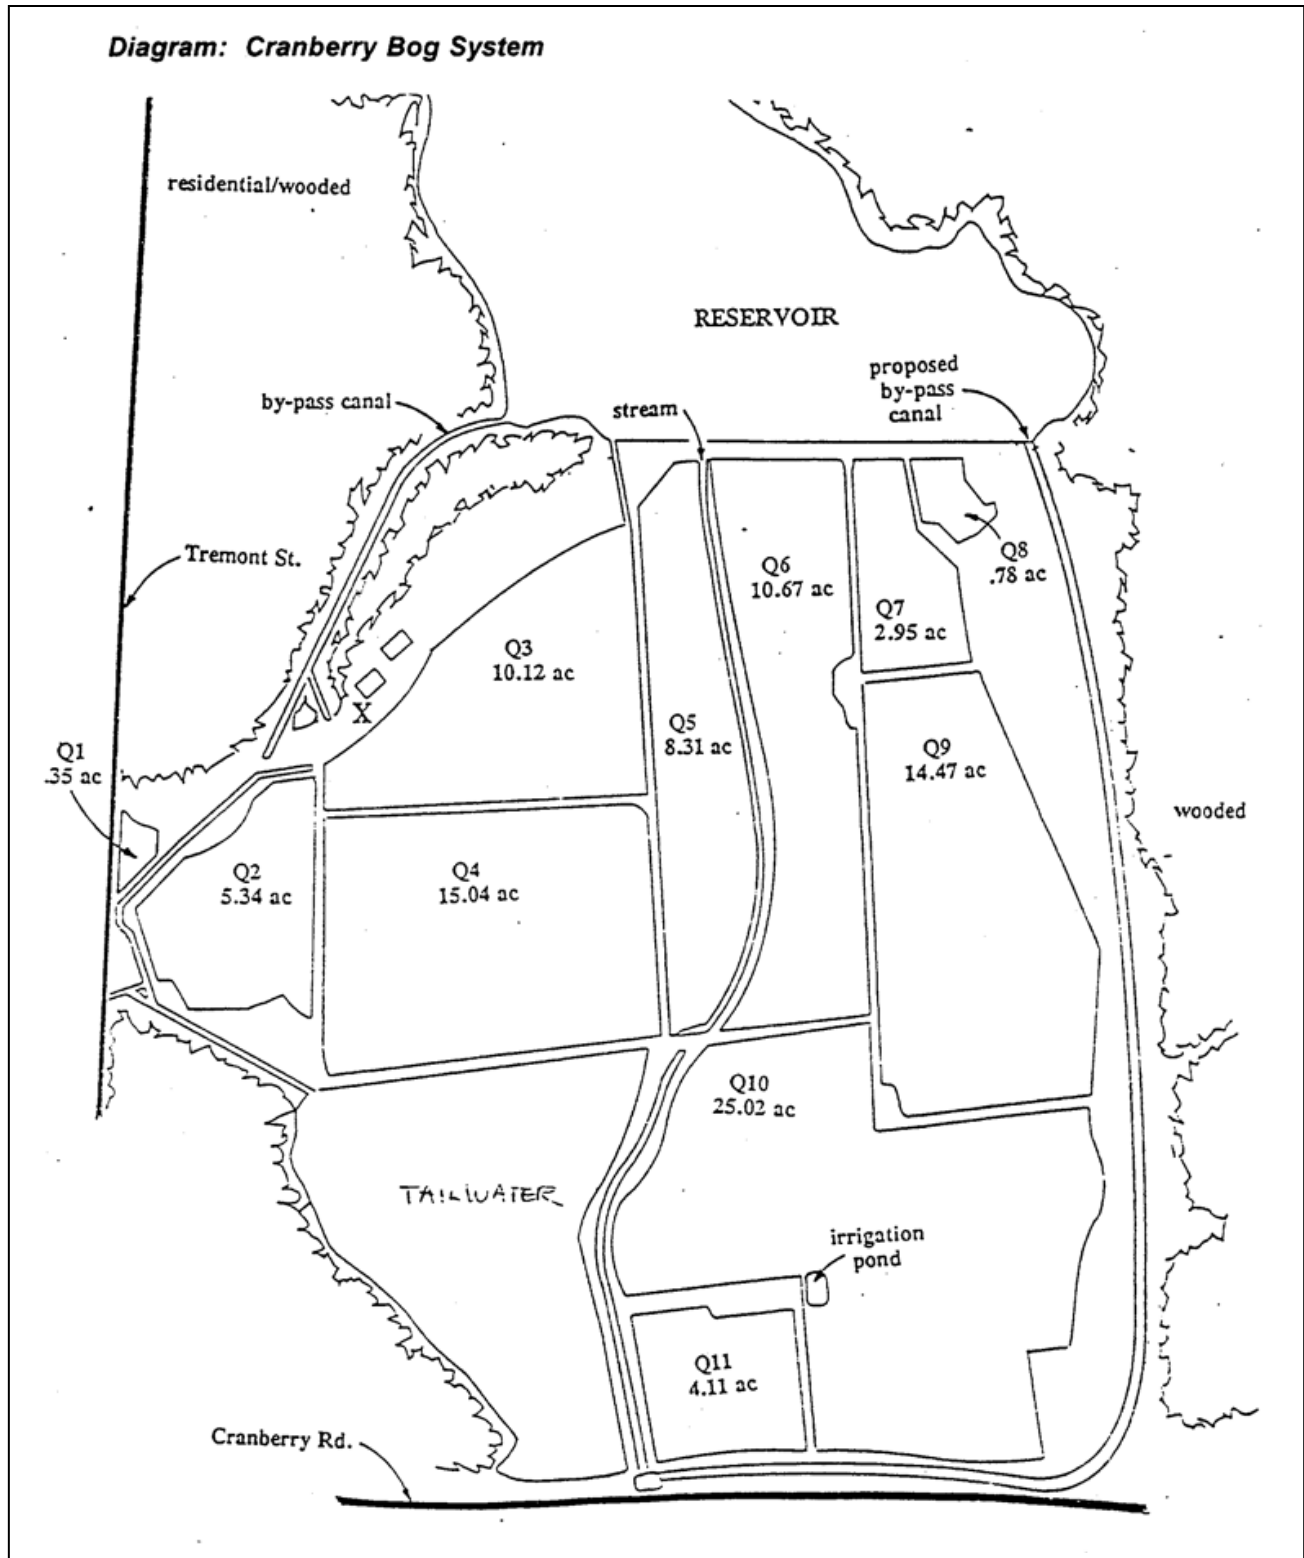 Diagram: Cranberry Bog System
residential/wooded
RESERVOIR
proposed
by-pass
canal
by-pass canal
stream
Tremont St.
Q6
10.67 ac
Q8
.78 ac
Q7
2.95 ac
Q3
10.12 ac
X
Q5
8.31 ac
Q1
.35 ac
Q9
14.47 ac
wooded
Q2
5.34 ac
Q4
15.04 ac
Q10
25.02 ac
TAILWATER
irrigation
pond
Q11
4.11 ac
Cranberry Rd.